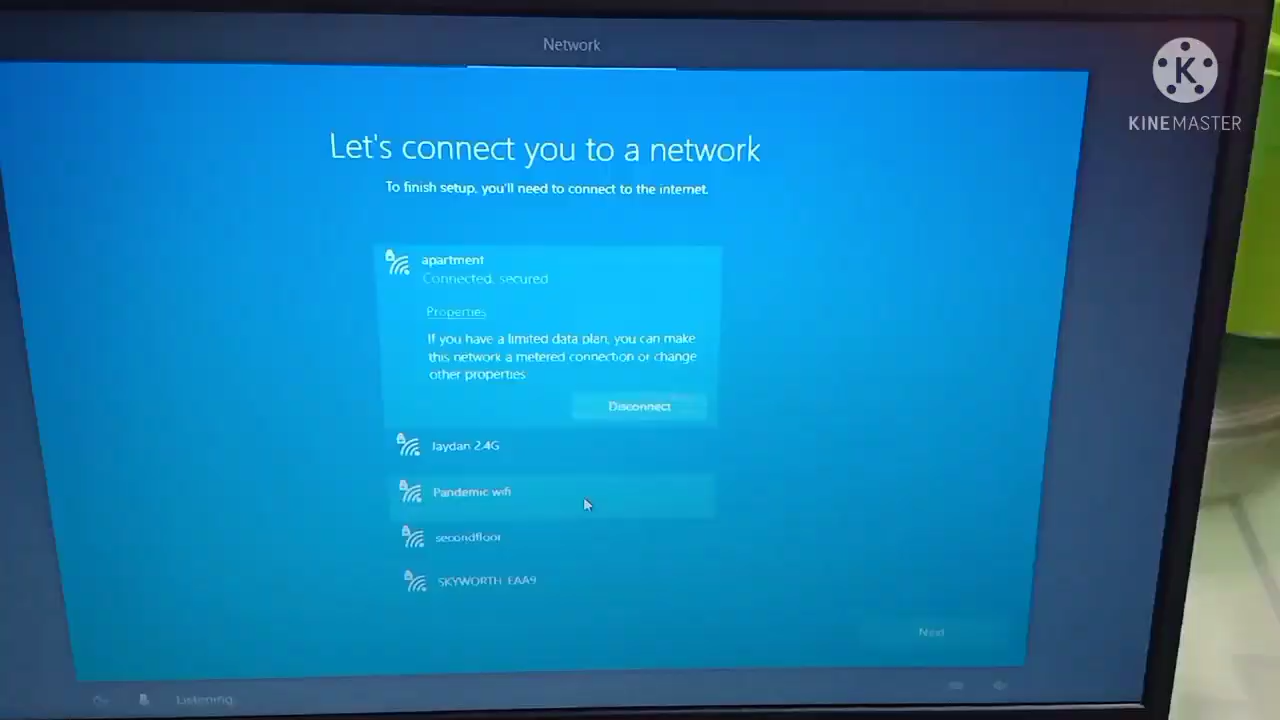 Network
K
KINEMASTER
Let's connect you to a network
To finish setup, you'll need to connect to the internet.
apartment
Connected, secured
Properties
If you have a limited data plan, you can make
this network a metered connection or change
other properties
Disconnect
Jaydan 2.4G
Pandemic wifi
secondfloor
SKYWORTH EAA9
Next
Listening